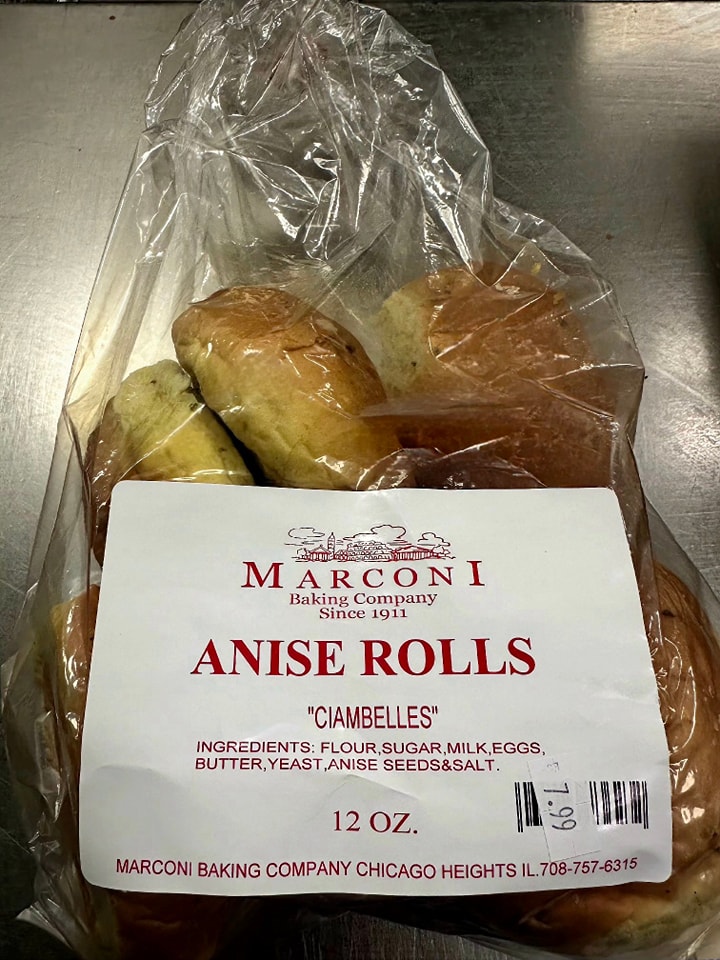 MARCONI
Baking Company
Since 1911
ANISE ROLLS
"CIAMBELLES"
INGREDIENTS: FLOUR,SUGAR,MILK,EGGS,
BUTTER,YEAST,ANISE SEEDS&SALT.
7.99
12 OZ.
MARCONI BAKING COMPANY CHICAGO HEIGHTS IL.708-757-6315